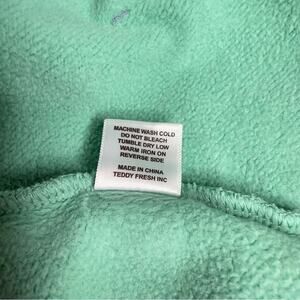 MACHINE WASH COLD
DO NOT BLEACH
TUMBLE DRY LOW
WARM IRON ON
REVERSE SIDE
MADE IN CHINA
TEDDY FRESH INC